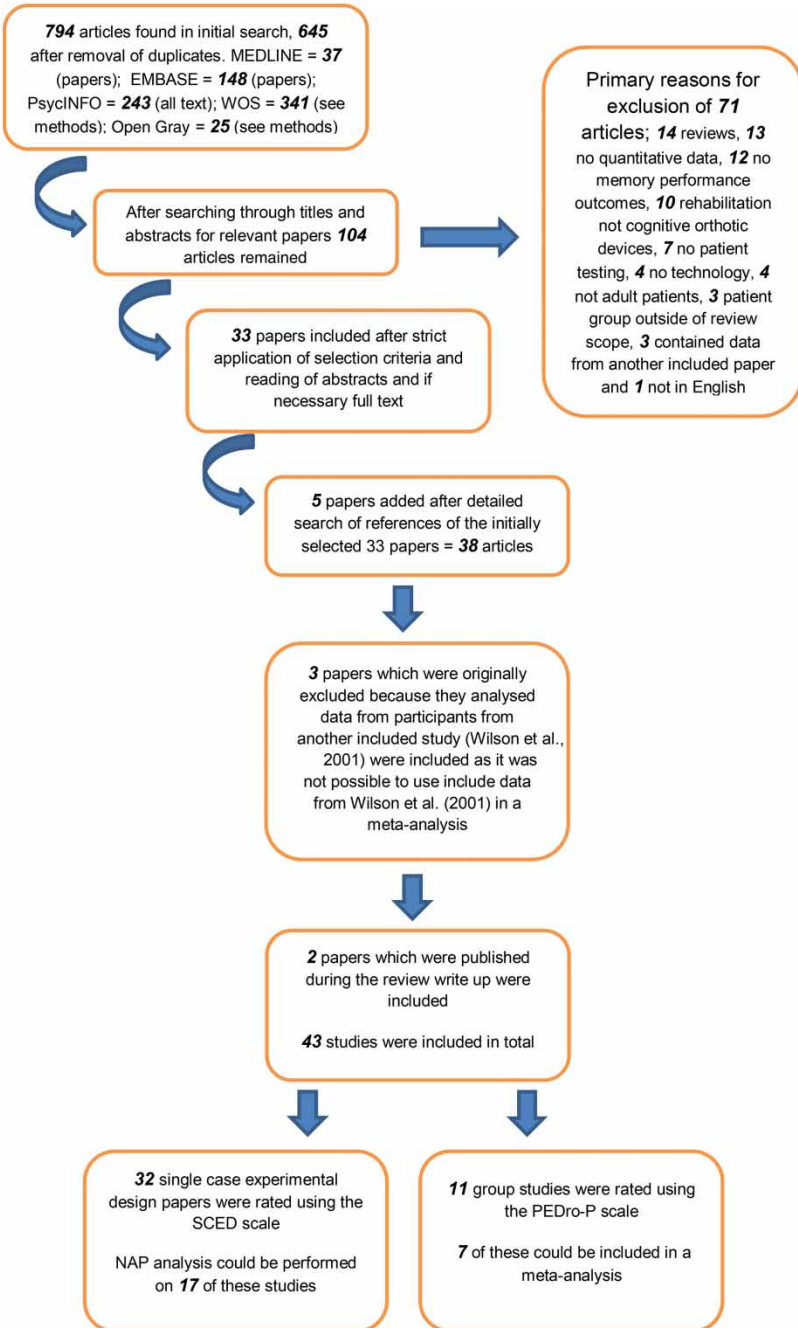 794 articles found in initial search, 645
after removal of duplicates. MEDLINE = 37
(papers); EMBASE = 148 (papers);
PsycINFO = 243 (all text); WOS = 341 (see
methods); Open Gray = 25 (see methods)
Primary reasons for
exclusion of 71
articles; 14 reviews, 13
no quantitative data, 12 no
memory performance
outcomes, 10 rehabilitation
not cognitive orthotic
devices, 7 no patient
testing, 4 no technology, 4
not adult patients, 3 patient
group outside of review
scope, 3 contained data
from another included paper
and 1 not in English
After searching through titles and
abstracts for relevant papers 104
articles remained
33 papers included after strict
application of selection criteria and
reading of abstracts and if
necessary full text
5 papers added after detailed
search of references of the initially
selected 33 papers = 38 articles
3 papers which were originally
excluded because they analysed
data from participants from
another included study (Wilson et al.,
2001) were included as it was
not possible to use include data
from Wilson et al. (2001) in a
meta-analysis
2 papers which were published
during the review write up were
included
43 studies were included in total
32 single case experimental
design papers were rated using the
SCED scale
NAP analysis could be performed
on 17 of these studies
11 group studies were rated using
the PEDro-P scale
7 of these could be included in a
meta-analysis